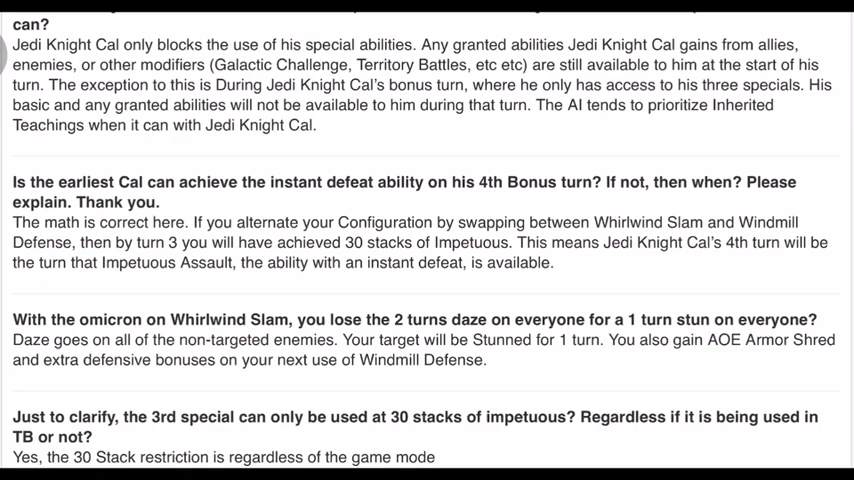 can?
Jedi Knight Cal only blocks the use of his special abilities. Any granted abilities Jedi Knight Cal gains from allies,
enemies, or other modifiers (Galactic Challenge, Territory Battles, etc etc) are still available to him at the start of his
turn. The exception to this is During Jedi Knight Cal's bonus turn, where he only has access to his three specials. His
basic and any granted abilities will not be available to him during that turn. The AI tends to prioritize Inherited
Teachings when it can with Jedi Knight Cal.
Is the earliest Cal can achieve the instant defeat ability on his 4th Bonus turn? If not, then when? Please
explain. Thank you.
The math is correct here. If you alternate your Configuration by swapping between Whirlwind Slam and Windmill
Defense, then by turn 3 you will have achieved 30 stacks of Impetuous. This means Jedi Knight Cal's 4th turn will be
the turn that Impetuous Assault, the ability with an instant defeat, is available.
With the omicron on Whirlwind Slam, you lose the 2 turns daze on everyone for a 1 turn stun on everyone?
Daze goes on all of the non-targeted enemies. Your target will be Stunned for 1 turn. You also gain AOE Armor Shred
and extra defensive bonuses on your next use of Windmill Defense.
Just to clarify, the 3rd special can only be used at 30 stacks of impetuous? Regardless if it is being used in
TB or not?
Yes, the 30 Stack restriction is regardless of the game mode